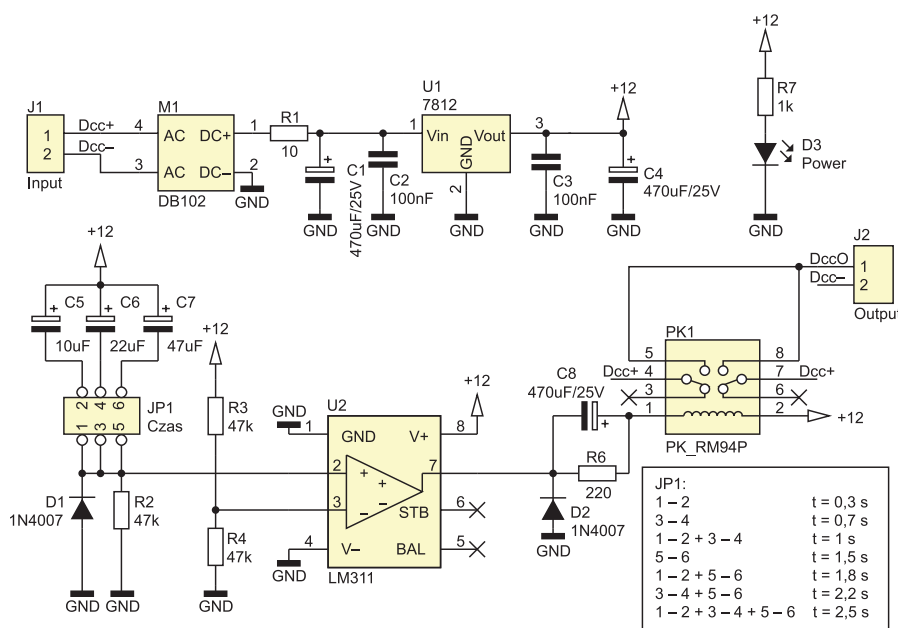 J1
1
2
Input
Dcc+
Dcc–
4
3
M1
AC
AC
DC+
DC–
DB102
1
2
GND
R1
10
C1
470uF/25V
GND
C2
100nF
GND
1
U1
7812
Vin
Vout
GND
2
GND
3
C3
100nF
GND
+12
C4
470uF/25V
GND
+12
R7
1k
D3
Power
GND
+12
C5
10uF
C6
22uF
C7
47uF
2 4 6
1 3 5
JP1
Czas
D1
1N4007
GND
R2
47k
GND
+12
R3
47k
R4
47k
GND
U2
GND
1
GND
V+
8
+12
2
+
+
3
–
–
7
STB
6
4
V–
BAL
5
GND
LM311
C8
470uF/25V
+
R6
220
D2
1N4007
GND
J2
DccO
Dcc–
1
2
Output
PK1
5
8
Dcc+
4
7
Dcc+
3
6
1
2
+12
PK_RM94P
JP1:
1 – 2 t = 0,3 s
3 – 4 t = 0,7 s
1 – 2 + 3 – 4 t = 1 s
5 – 6 t = 1,5 s
1 – 2 + 5 – 6 t = 1,8 s
3 – 4 + 5 – 6 t = 2,2 s
1 – 2 + 3 – 4 + 5 – 6 t = 2,5 s